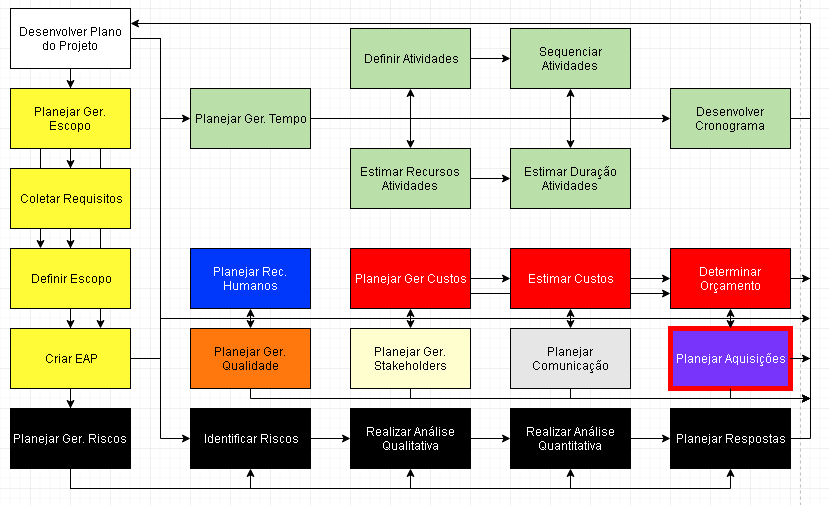 Desenvolver Plano
do Projeto
Definir Atividades
Sequenciar
Atividades
Planejar Ger.
Escopo
Planejar Ger. Tempo
Desenvolver
Cronograma
Estimar Recursos
Atividades
Estimar Duração
Atividades
Coletar Requisitos
Definir Escopo
Planejar Rec.
Humanos
Planejar Ger Custos
Estimar Custos
Determinar
Orçamento
Criar EAP
Planejar Ger.
Qualidade
Planejar Ger.
Stakeholders
Planejar
Comunicação
Planejar Aquisições
Planejar Ger. Riscos
Identificar Riscos
Realizar Análise
Qualitativa
Realizar Análise
Quantitativa
Planejar Respostas